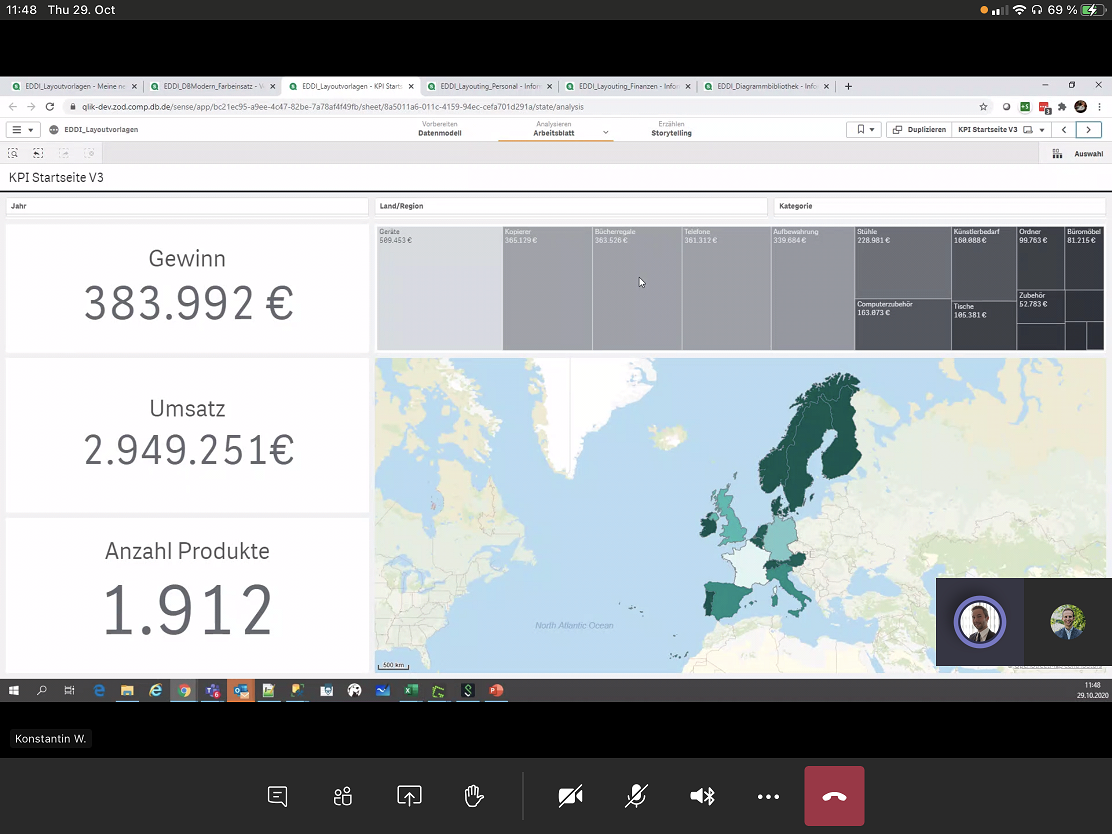 11:48 Thu 29. Oct
69 %
EDDI_Layoutvorlagen - Meine ne
EDDI_DBModern_Farbeinsatz - V
EDDI_Layoutvorlagen - KPI Starts
EDDI_Layouting_Personal - Inform
EDDI_Layouting_Finanzen - Infor
EDDI_Diagrammbibliothek - Infor
qlik-dev.zod.comp.db.de/sense/app/bc21ec95-a9ee-4c47-82be-7a78af4f49fb/sheet/8a5011a6-011c-4159-94ec-cefa701d291a/state/analysis
EDDI_Layoutvorlagen
Vorbereiten
Datenmodell
Analysieren
Arbeitsblatt
Erzählen
Storytelling
Duplizieren
KPI Startseite V3
Auswahl
KPI Startseite V3
Jahr
Land/Region
Kategorie
Gewinn
383.992 €
Umsatz
2.949.251€
Anzahl Produkte
1.912
Geräte
509.453 €
Kopierer
365.129 €
Bücherregale
363.526 €
Telefone
361.312 €
Aufbewahrung
339.684 €
Stühle
228.981 €
Computerzubehör
163.073 €
Künstlerbedarf
160.088 €
Tische
105.381 €
Ordner
99.763 €
Zubehör
52.783 €
Büromöbel
81.215 €
North Atlantic Ocean
500 km
11:48
29.10.2020
Konstantin W.